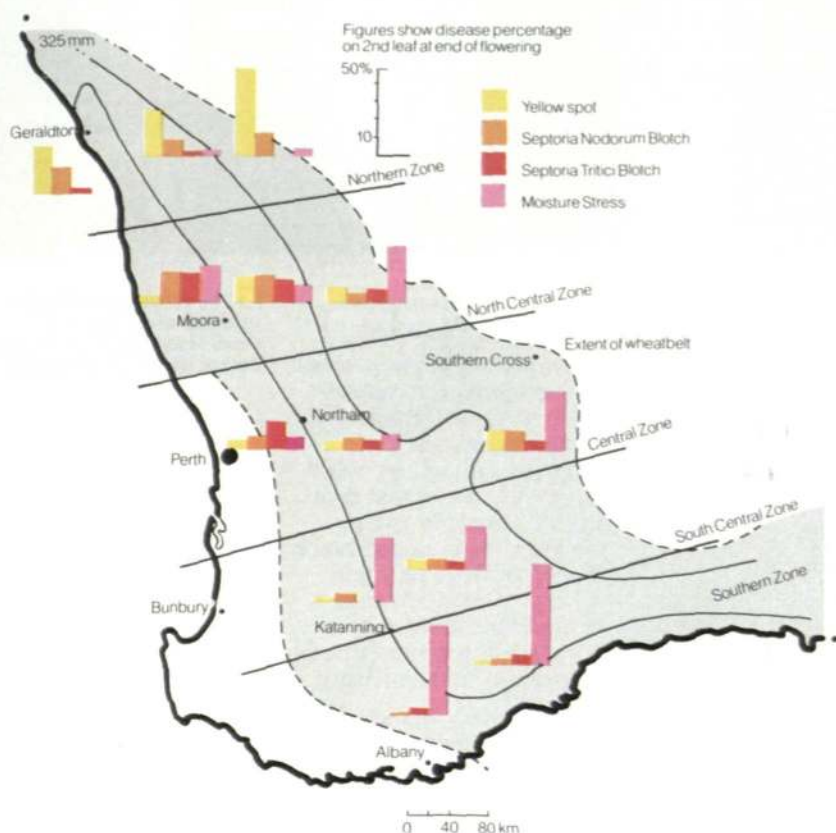 Figures show disease percentage
on 2nd leaf at end of flowering
325 mm
50%
10
Yellow spot
Septoria Nodorum Blotch
Septoria Tritici Blotch
Moisture Stress
Geraldton
Northern Zone
North Central Zone
Moora
Extent of wheatbelt
Southern Cross
Northam
Central Zone
Perth
South Central Zone
Southern Zone
Bunbury
Katanning
Albany
0 40 80 km